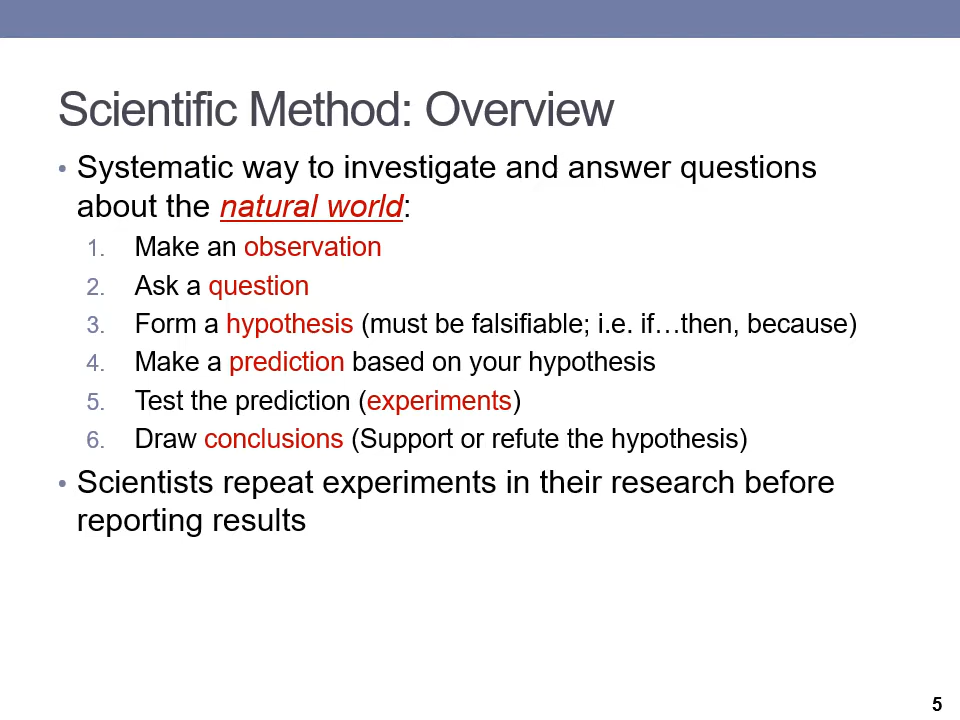 Scientific Method: Overview
• Systematic way to investigate and answer questions
about the natural world:
1. Make an observation
2. Ask a question
3. Form a hypothesis (must be falsifiable; i.e. if…then, because)
4. Make a prediction based on your hypothesis
5. Test the prediction (experiments)
6. Draw conclusions (Support or refute the hypothesis)
• Scientists repeat experiments in their research before
reporting results
5